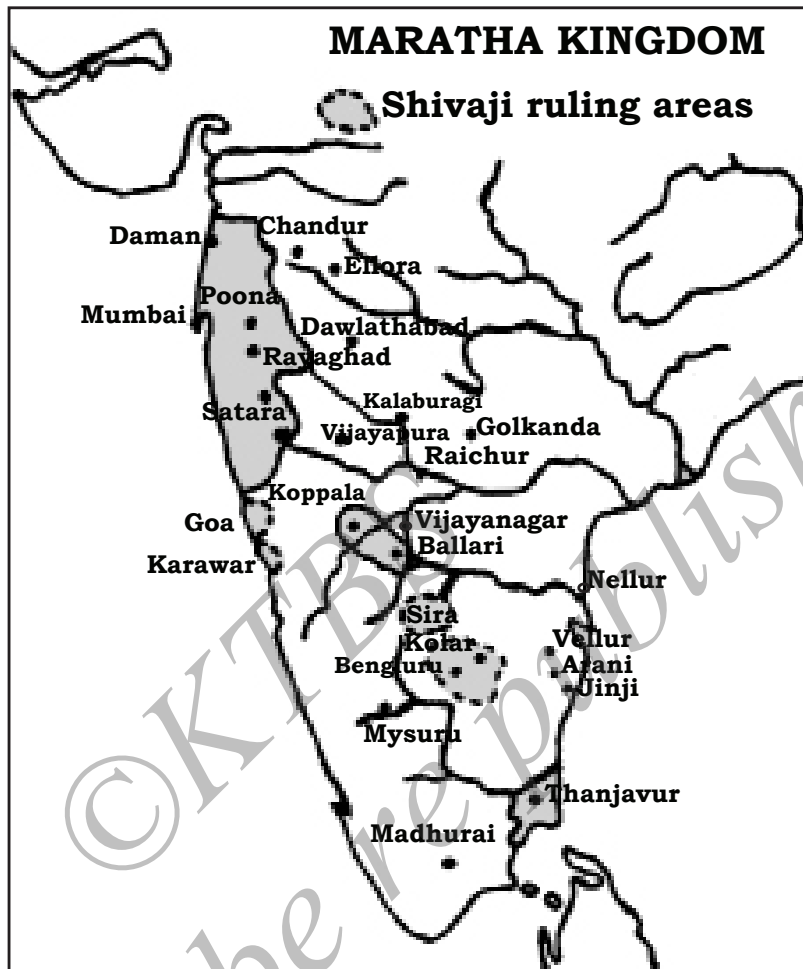 MARATHA KINGDOM
Shivaji ruling areas
Chandur
Daman
Ellora
Poona
Mumbai
Dawlathabad
Rayaghad
Kalaburagi
Satara
Vijayapura
Golkanda
Raichur
Koppala
Goa
Vijayanagar
Ballari
Karawar
Nellur
Sira
Kolar
Vellur
Bengluru
Arani
Jinji
Mysuru
Thanjavur
Madhurai
©KTBS
be republish